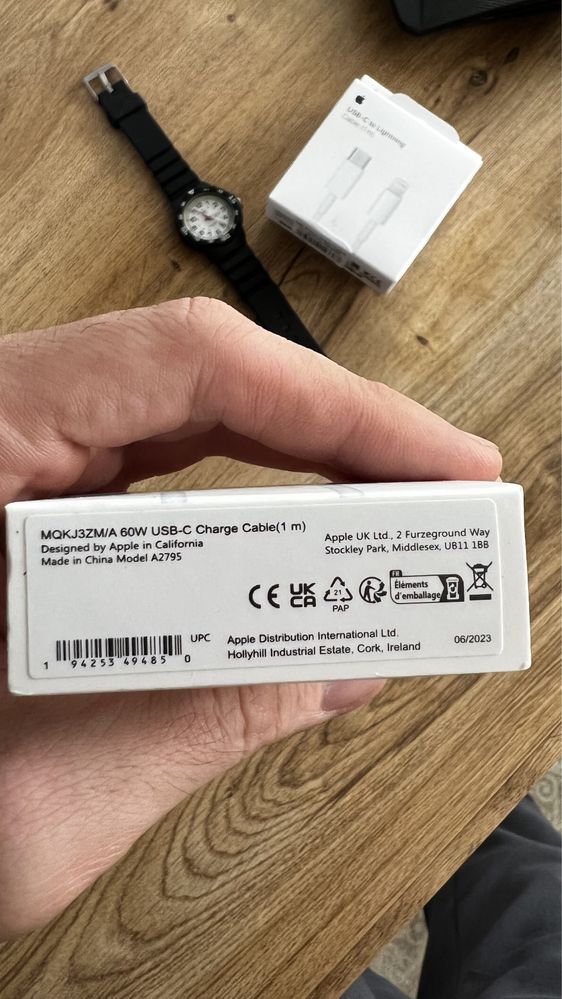 USB-C to Lightning
Cable (1 m)
MQKJ3ZM/A 60W USB-C Charge Cable(1 m)
Designed by Apple in California
Made in China Model A2795
Apple UK Ltd., 2 Furzeground Way
Stockley Park, Middlesex, UB11 1BB
CE
UK
CA
21
PAP
FR
Éléments
d'emballage
UPC
1 94253 49485 0
Apple Distribution International Ltd.
Hollyhill Industrial Estate, Cork, Ireland
06/2023